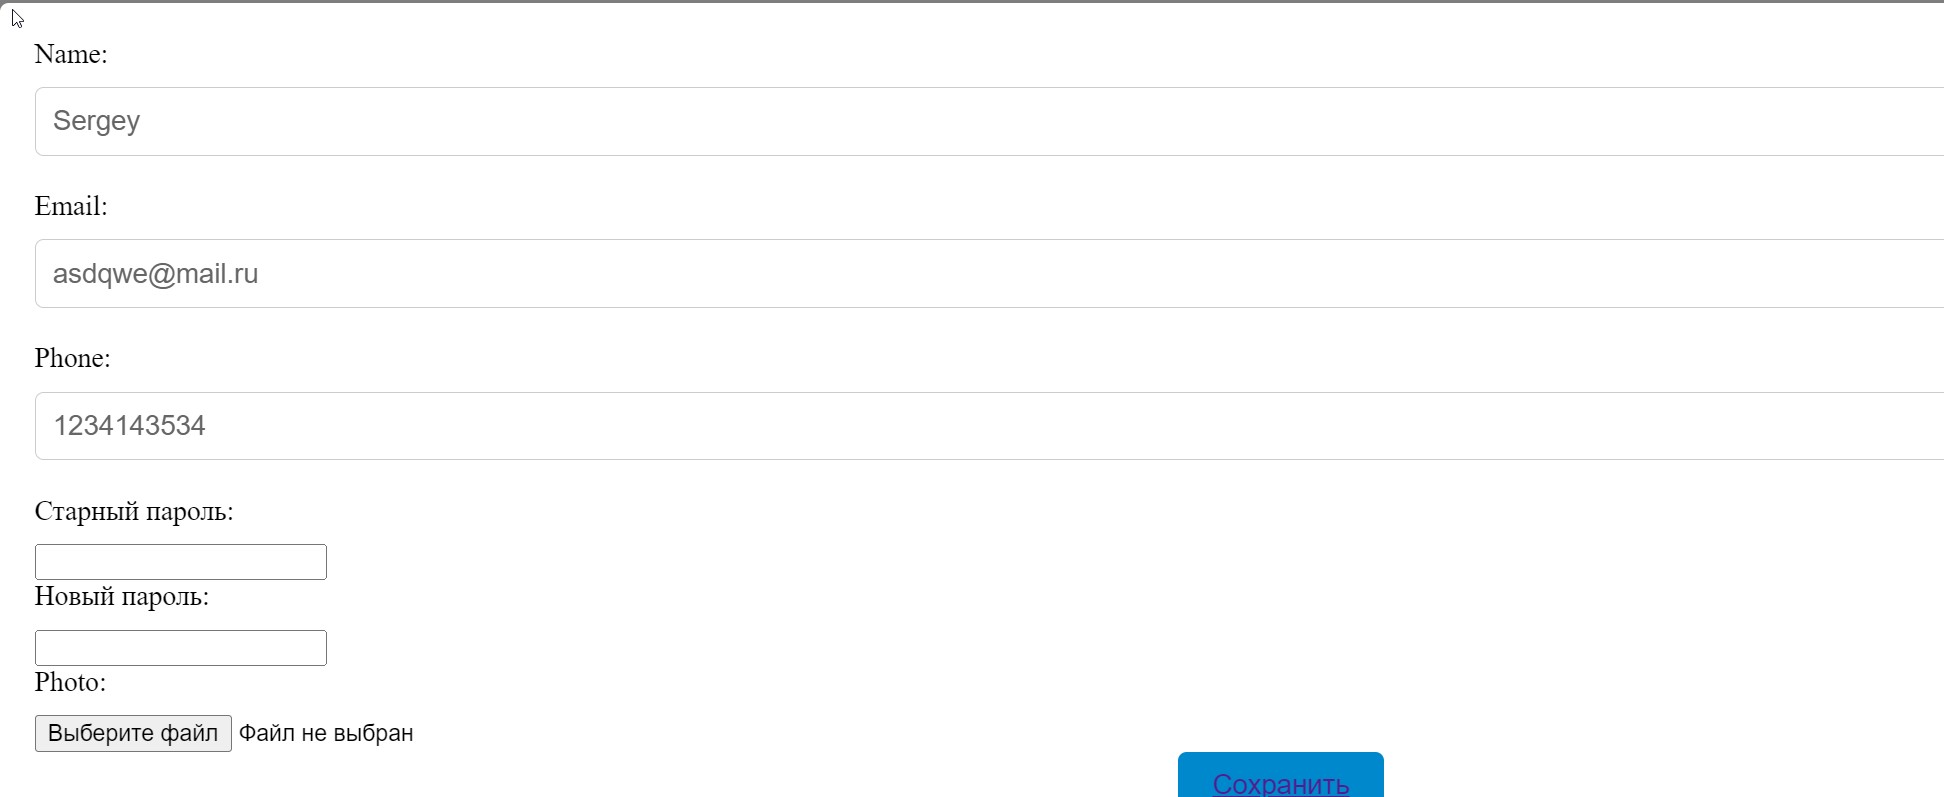 Name:
Sergey
Email:
asdqwe@mail.ru
Phone:
1234143534
Старный пароль:
Новый пароль:
Photo:
Выберите файл Файл не выбран
Сохранить